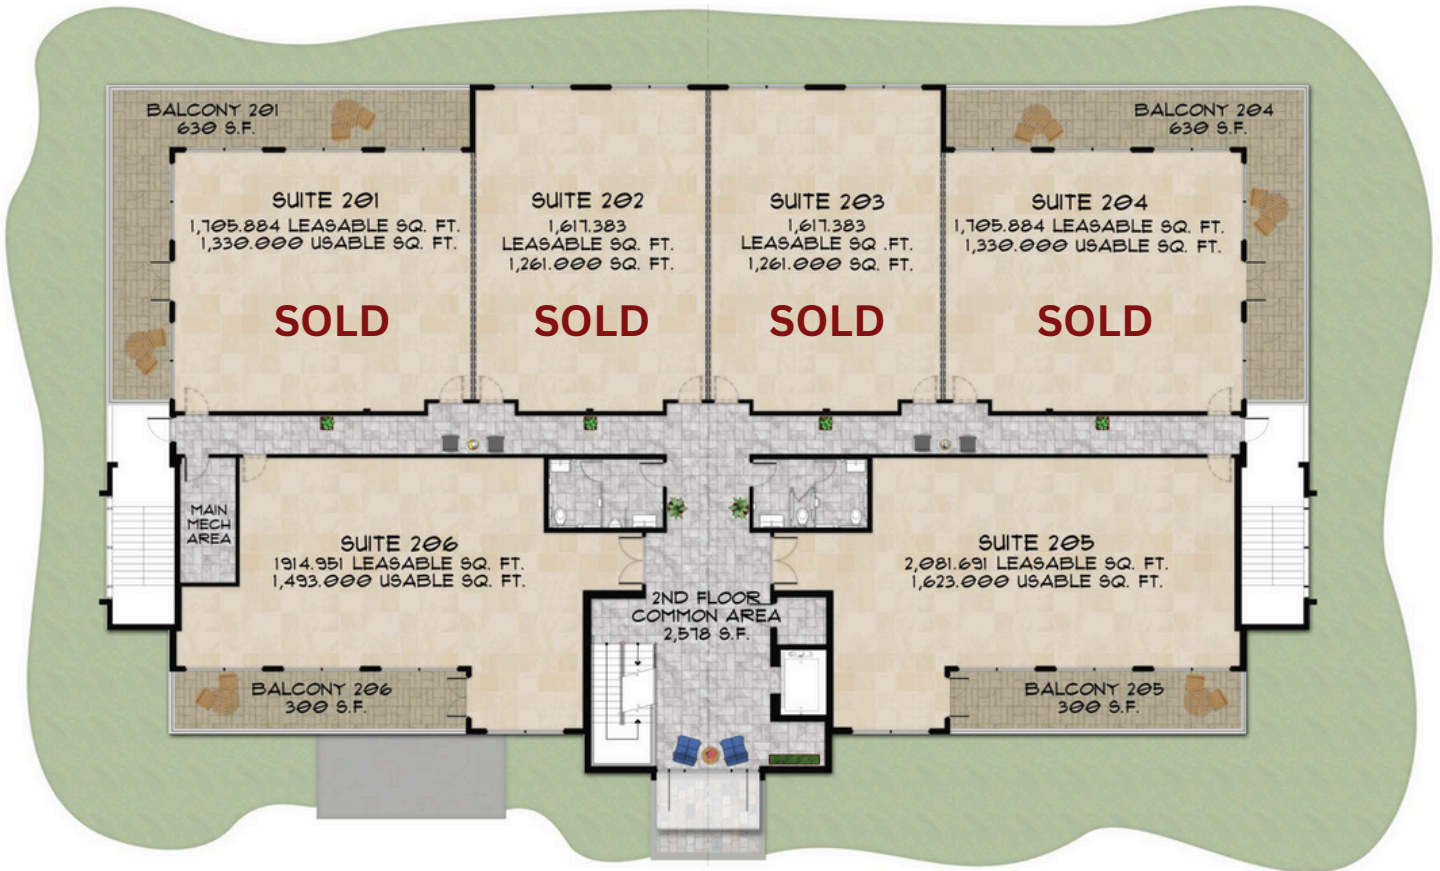 BALCONY 201
630 S.F.
BALCONY 204
630 S.F.
SUITE 201
1,705.884 LEASABLE SQ. FT.
1,330.000 USABLE SQ. FT.
SOLD
SUITE 202
1,617.383
LEASABLE SQ. FT.
1,261.000 SQ. FT.
SOLD
SUITE 203
1,617.383
LEASABLE SQ .FT.
1,261.000 SQ. FT.
SOLD
SUITE 204
1,705.884 LEASABLE SQ. FT.
1,330.000 USABLE SQ. FT.
SOLD
MAIN
MECH
AREA
SUITE 206
1914.951 LEASABLE SQ. FT.
1,493.000 USABLE SQ. FT.
SUITE 205
2,081.691 LEASABLE SQ. FT.
1,623.000 USABLE SQ. FT.
2ND FLOOR
COMMON AREA
2,578 S.F.
BALCONY 206
300 S.F.
BALCONY 205
300 S.F.